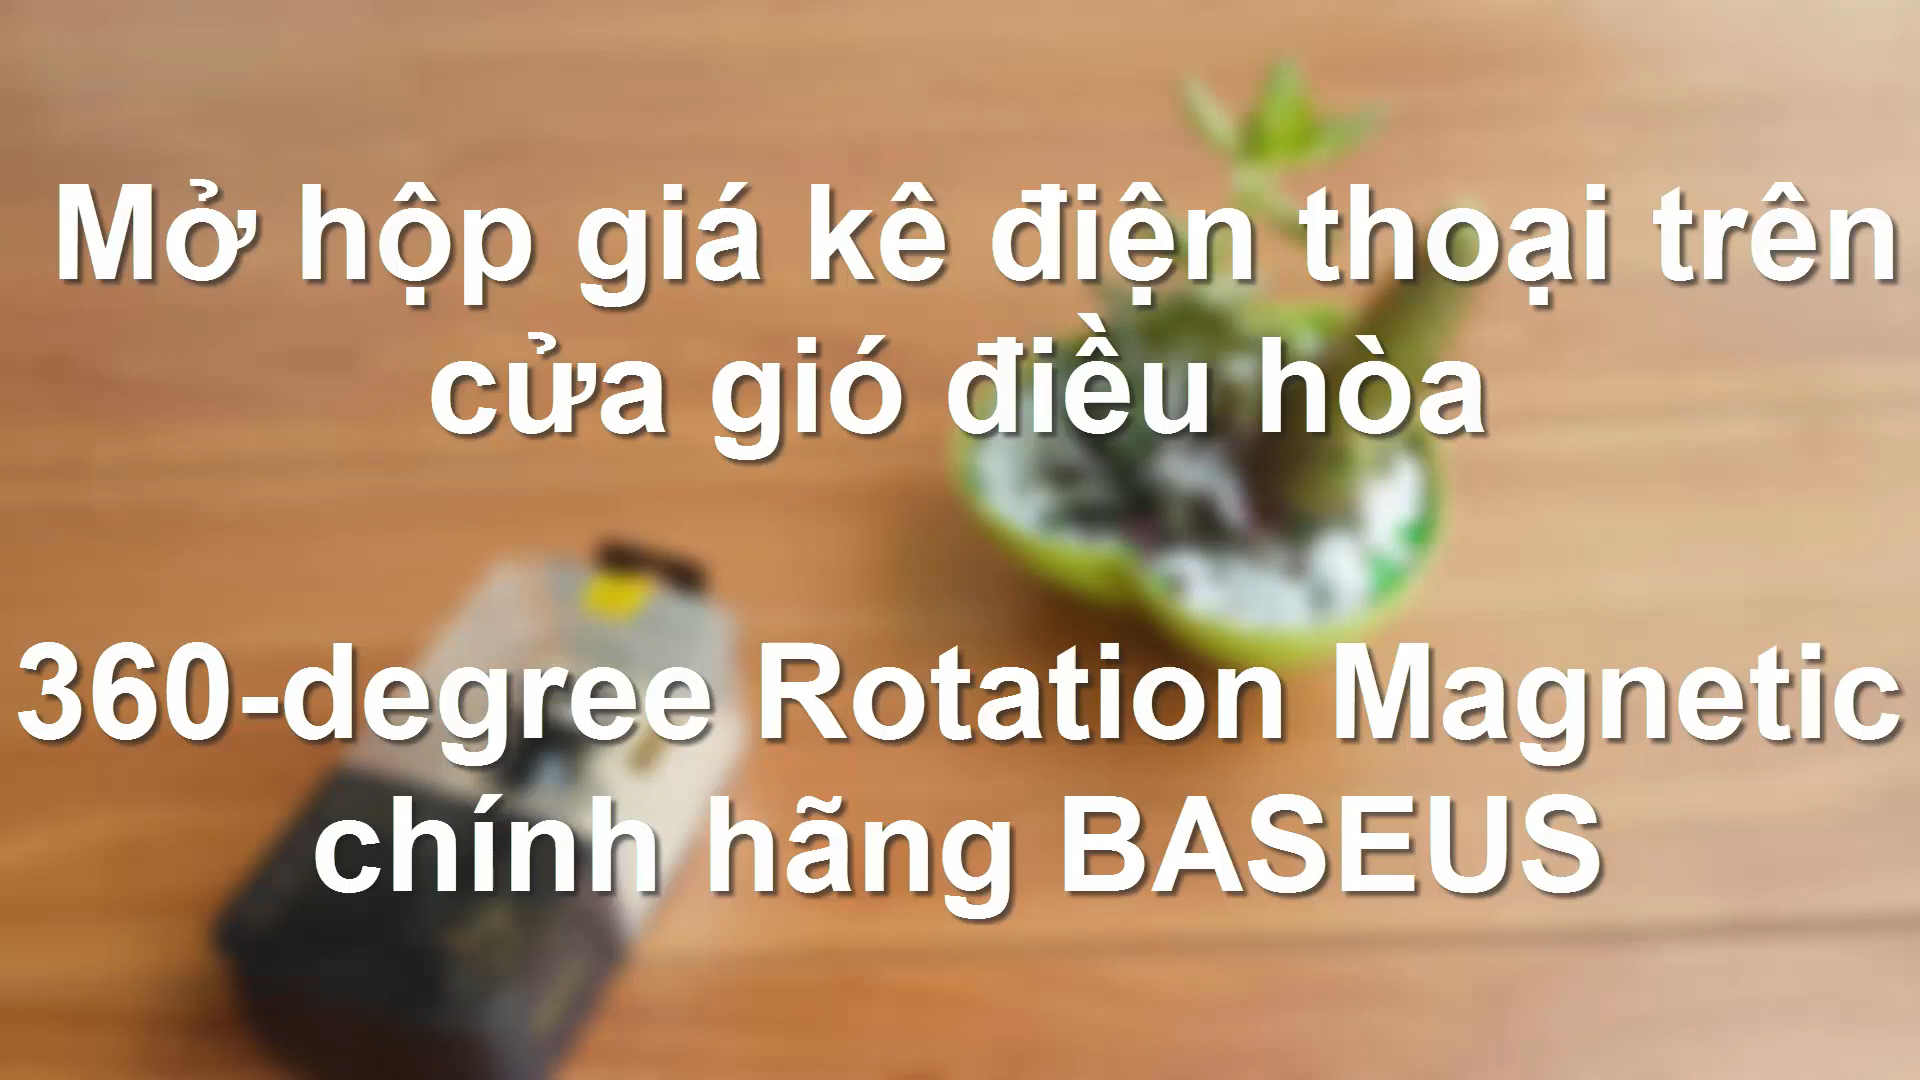 Mở hộp giá kê điện thoại trên
cửa gió điều hòa
360-degree Rotation Magnetic
chính hãng BASEUS